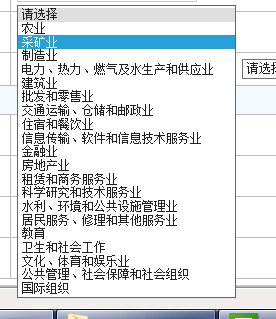 请选择
农业
采矿业
制造业
电力、热力、燃气及水生产和供应业
建筑业
批发和零售业
交通运输、仓储和邮政业
住宿和餐饮业
信息传输、软件和信息技术服务业
金融业
房地产业
租赁和商务服务业
科学研究和技术服务业
水利、环境和公共设施管理业
居民服务、修理和其他服务业
教育
卫生和社会工作
文化、体育和娱乐业
公共管理、社会保障和社会组织
国际组织
请选择